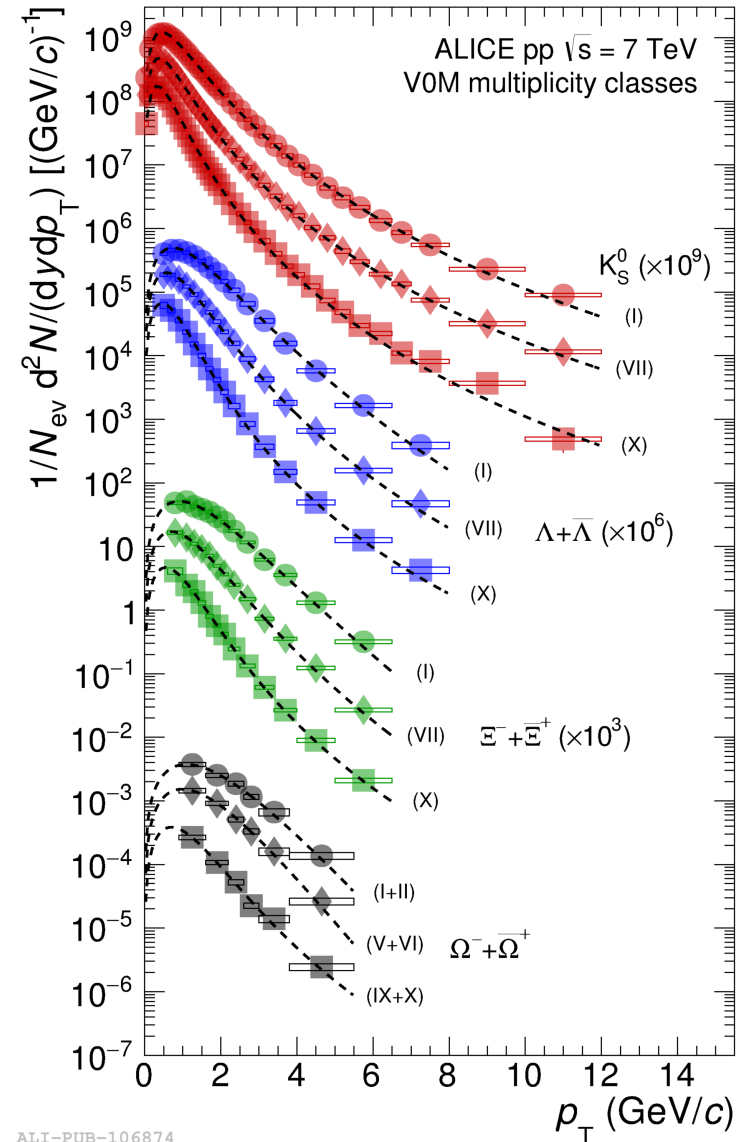 ALICE pp √s = 7 TeV
V0M multiplicity classes
1/N_ev d²N/(dydp_T) [(GeV/c)⁻¹]
10⁹
10⁸
10⁷
10⁶
10⁵
10⁴
10³
10²
10
1
10⁻¹
10⁻²
10⁻³
10⁻⁴
10⁻⁵
10⁻⁶
10⁻⁷
K⁰_S (×10⁹)
(I)
(VII)
(X)
(I)
(VII)
(X)
Λ+Λ̅ (×10⁶)
(I)
(VII)
(X)
Ξ⁻+Ξ̅⁺ (×10³)
(I+II)
(V+VI)
(IX+X)
Ω⁻+Ω̅⁺
0 2 4 6 8 10 12 14
p_T (GeV/c)
ALI-PUB-106874